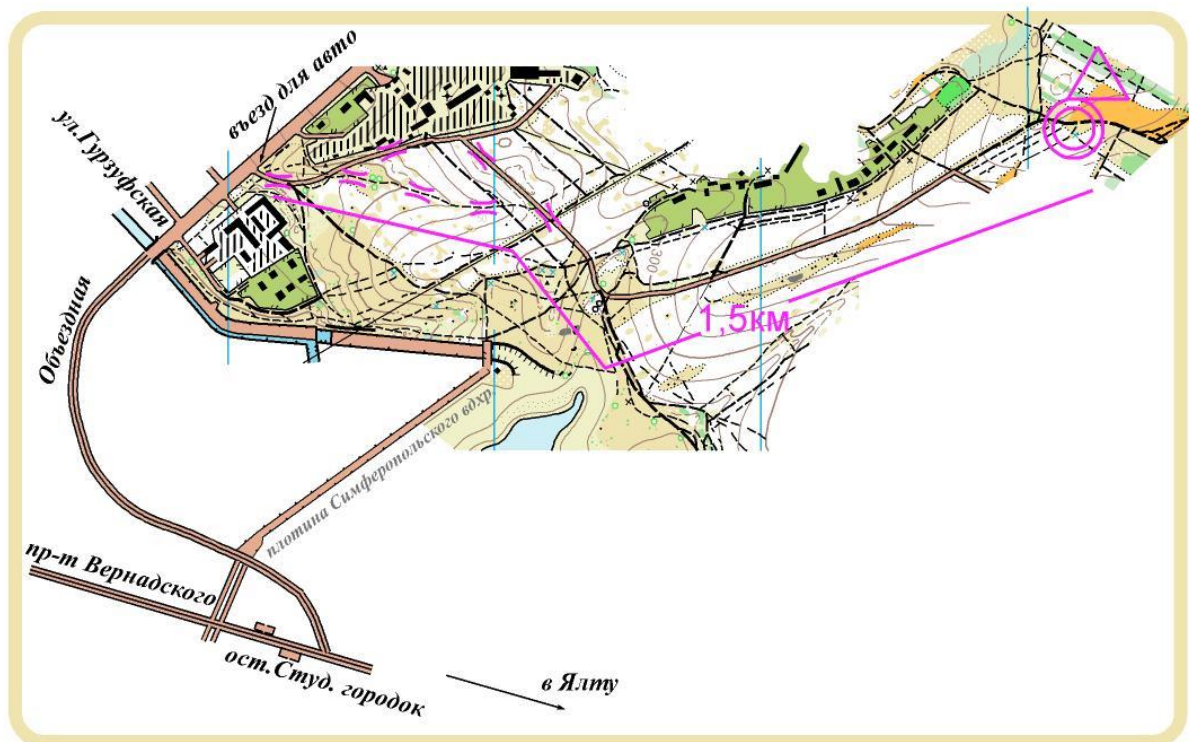 въезд для авто
ул.Гурзуфская
Объездная
300
1,5км
плотина Симферопольского вдхр.
пр-т Вернадского
ост.Студ. городок
в Ялту